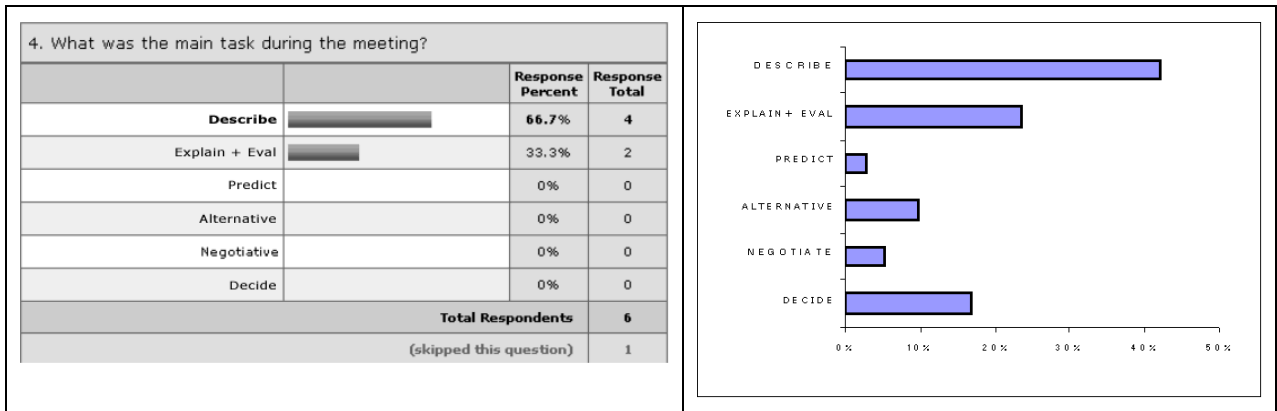 4. What was the main task during the meeting?
Response Percent Response Total
Describe 66.7% 4
Explain + Eval 33.3% 2
Predict 0% 0
Alternative 0% 0
Negotiative 0% 0
Decide 0% 0
Total Respondents 6
(skipped this question) 1
DESCRIBE
EXPLAIN+ EVAL
PREDICT
ALTERNATIVE
NEGOTIATE
DECIDE
0% 10% 20% 30% 40% 50%